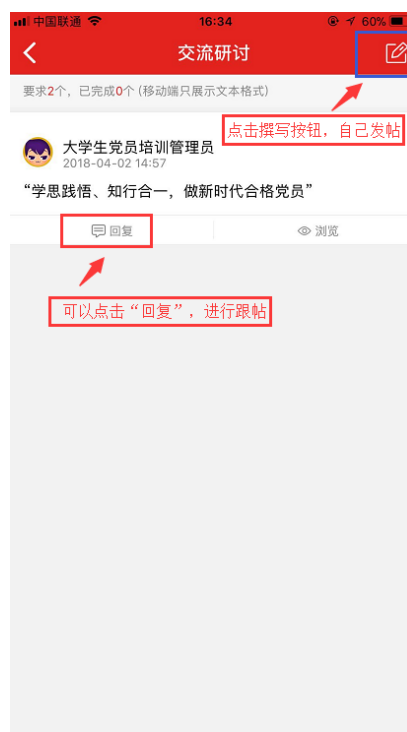 中国联通 16:34 60%
交流研讨
要求2个，已完成0个(移动端只展示文本格式)
点击撰写按钮，自己发帖
大学生党员培训管理员
2018-04-02 14:57
“学思践悟、知行合一，做新时代合格党员”
回复 浏览
可以点击“回复”，进行跟帖